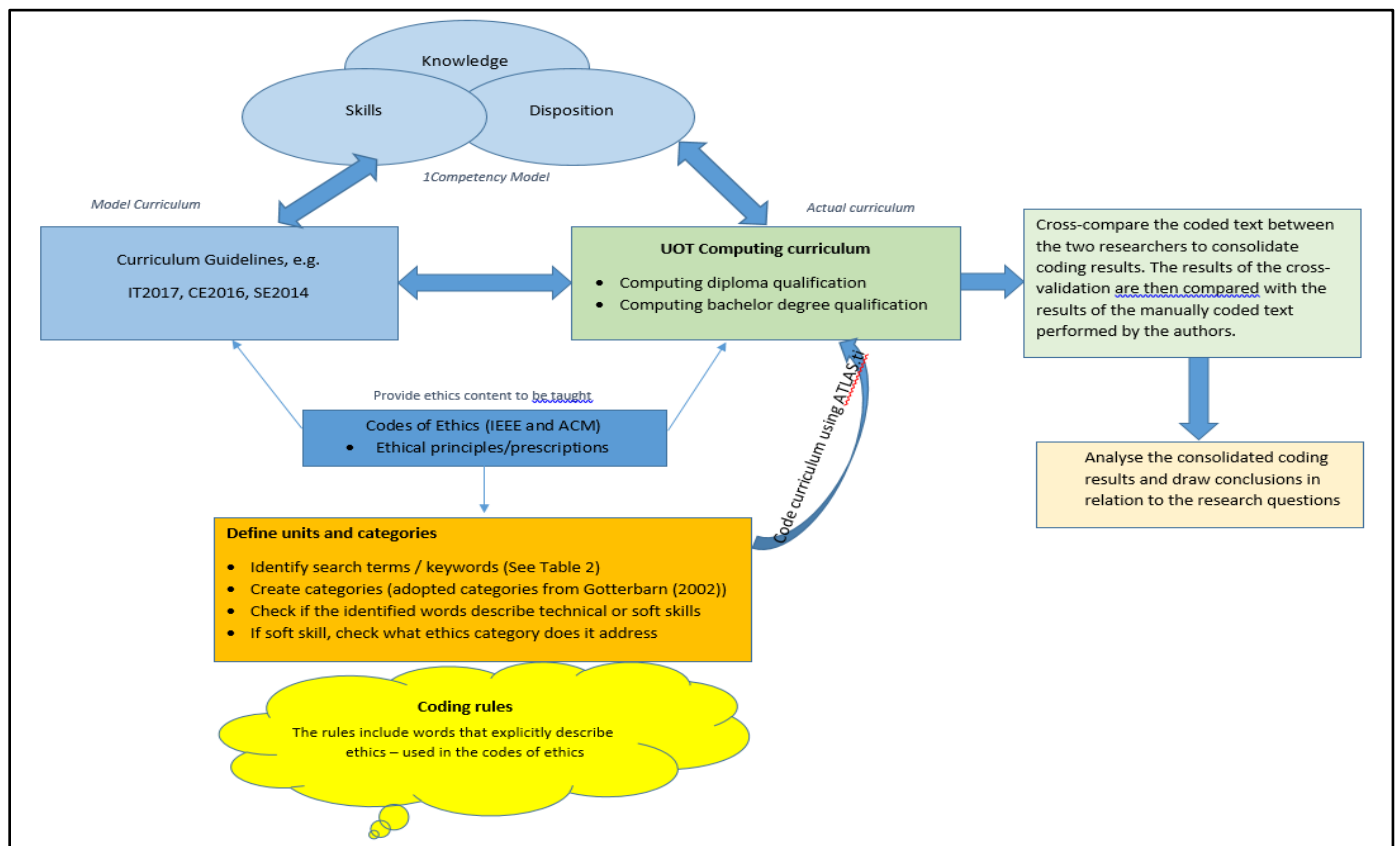 Knowledge
Skills
Disposition
1Competency Model
Model Curriculum
Actual curriculum
Curriculum Guidelines, e.g.
IT2017, CE2016, SE2014
UOT Computing curriculum
• Computing diploma qualification
• Computing bachelor degree qualification
Cross-compare the coded text between
the two researchers to consolidate
coding results. The results of the cross-
validation are then compared with the
results of the manually coded text
performed by the authors.
Provide ethics content to be taught
Codes of Ethics (IEEE and ACM)
• Ethical principles/prescriptions
Code curriculum using ATLAS.ti
Analyse the consolidated coding
results and draw conclusions in
relation to the research questions
Define units and categories
• Identify search terms / keywords (See Table 2)
• Create categories (adopted categories from Gotterbarn (2002))
• Check if the identified words describe technical or soft skills
• If soft skill, check what ethics category does it address
Coding rules
The rules include words that explicitly describe
ethics – used in the codes of ethics